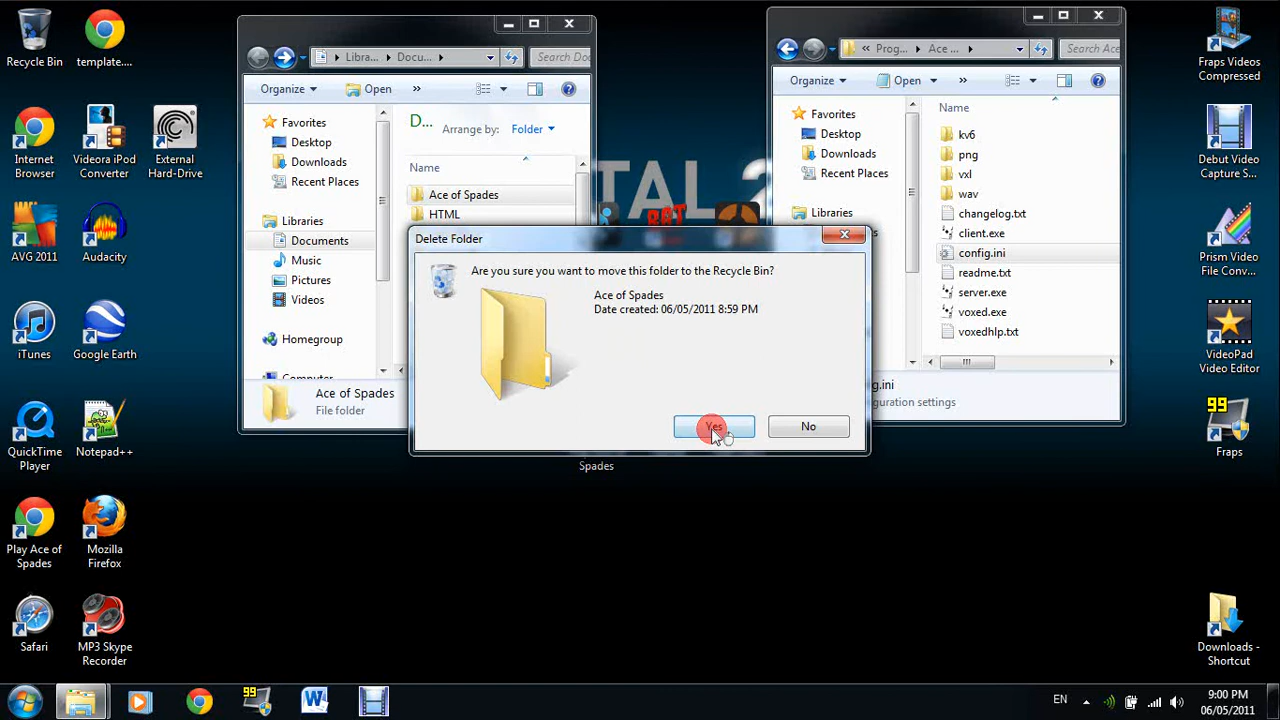 Recycle Bin
template....
Internet
Browser
Videora iPod
Converter
External
Hard-Drive
AVG 2011
Audacity
iTunes
Google Earth
QuickTime
Player
Notepad++
Play Ace of
Spades
Mozilla
Firefox
Safari
MP3 Skype
Recorder
Libra...
Docu...
Search Doc
Organize
Open
»
Favorites
Desktop
Downloads
Recent Places
Libraries
Documents
Music
Pictures
Videos
Homegroup
Computer
D...
Arrange by:
Folder
Name
Ace of Spades
HTML
Ace of Spades
File folder
TAL 2
Spades
« Prog...
Ace ...
Search Ace
Organize
Open
»
Favorites
Desktop
Downloads
Recent Places
Libraries
Name
kv6
png
vxl
wav
changelog.txt
client.exe
config.ini
readme.txt
server.exe
voxed.exe
voxedhlp.txt
Delete Folder
Are you sure you want to move this folder to the Recycle Bin?
Ace of Spades
Date created: 06/05/2011 8:59 PM
Yes
No
Fraps Videos
Compressed
Debut Video
Capture S...
Prism Video
File Conv...
VideoPad
Video Editor
99
Fraps
Downloads -
Shortcut
99
EN
9:00 PM
06/05/2011